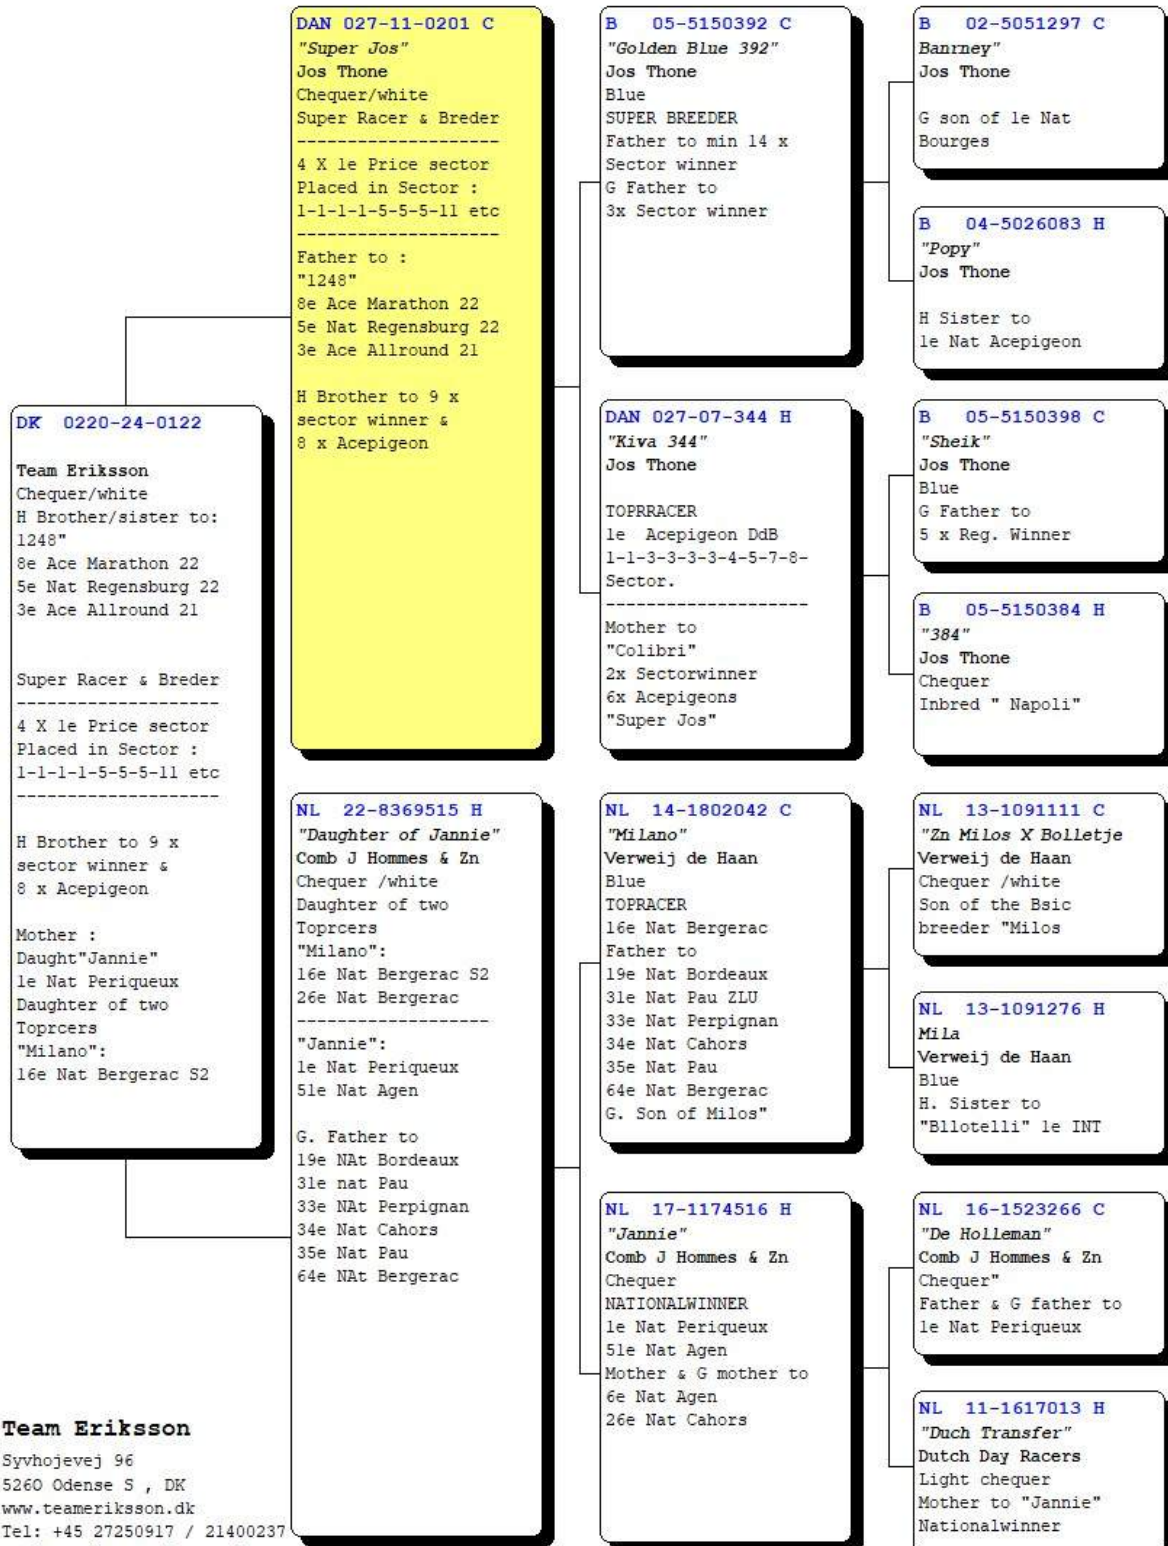 DK 0220-24-0122
Team Eriksson
Chequer/white
H Brother/sister to:
1248"
8e Ace Marathon 22
5e Nat Regensburg 22
3e Ace Allround 21
Super Racer & Breder
--------------------
4 X 1e Price sector
Placed in Sector :
1-1-1-1-5-5-5-11 etc
--------------------
H Brother to 9 x
sector winner &
8 x Acepigeon
Mother :
Daught"Jannie"
1e Nat Periqueux
Daughter of two
Toprcers
"Milano":
16e Nat Bergerac S2
DAN 027-11-0201 C
"Super Jos"
Jos Thone
Chequer/white
Super Racer & Breder
--------------------
4 X 1e Price sector
Placed in Sector :
1-1-1-1-5-5-5-11 etc
--------------------
Father to :
"1248"
8e Ace Marathon 22
5e Nat Regensburg 22
3e Ace Allround 21
H Brother to 9 x
sector winner &
8 x Acepigeon
NL 22-8369515 H
"Daughter of Jannie"
Comb J Hommes & Zn
Chequer /white
Daughter of two
Toprcers
"Milano":
16e Nat Bergerac S2
26e Nat Bergerac
-------------------
"Jannie":
1e Nat Periqueux
51e Nat Agen
G. Father to
19e NAt Bordeaux
31e nat Pau
33e NAt Perpignan
34e Nat Cahors
35e Nat Pau
64e NAt Bergerac
B 05-5150392 C
"Golden Blue 392"
Jos Thone
Blue
SUPER BREEDER
Father to min 14 x
Sector winner
G Father to
3x Sector winner
DAN 027-07-344 H
"Kiva 344"
Jos Thone
TOPRRACER
1e Acepigeon DdB
1-1-3-3-3-3-4-5-7-8-
Sector.
--------------------
Mother to
"Colibri"
2x Sectorwinner
6x Acepigeons
"Super Jos"
NL 14-1802042 C
"Milano"
Verweij de Haan
Blue
TOPRACER
16e Nat Bergerac
Father to
19e Nat Bordeaux
31e Nat Pau ZLU
33e Nat Perpignan
34e Nat Cahors
35e Nat Pau
64e Nat Bergerac
G. Son of Milos"
NL 17-1174516 H
"Jannie"
Comb J Hommes & Zn
Chequer
NATIONALWINNER
1e Nat Periqueux
51e Nat Agen
Mother & G mother to
6e Nat Agen
26e Nat Cahors
B 02-5051297 C
Banrney"
Jos Thone
G son of 1e Nat
Bourges
B 04-5026083 H
"Popy"
Jos Thone
H Sister to
1e Nat Acepigeon
B 05-5150398 C
"Sheik"
Jos Thone
Blue
G Father to
5 x Reg. Winner
B 05-5150384 H
"384"
Jos Thone
Chequer
Inbred " Napoli"
NL 13-1091111 C
"Zn Milos X Bolletje
Verweij de Haan
Chequer /white
Son of the Bsic
breeder "Milos
NL 13-1091276 H
Mila
Verweij de Haan
Blue
H. Sister to
"Bllotelli" 1e INT
NL 16-1523266 C
"De Holleman"
Comb J Hommes & Zn
Chequer"
Father & G father to
1e Nat Periqueux
NL 11-1617013 H
"Duch Transfer"
Dutch Day Racers
Light chequer
Mother to "Jannie"
Nationalwinner
Team Eriksson
Syvhojevej 96
5260 Odense S , DK
www.teameriksson.dk
Tel: +45 27250917 / 21400237